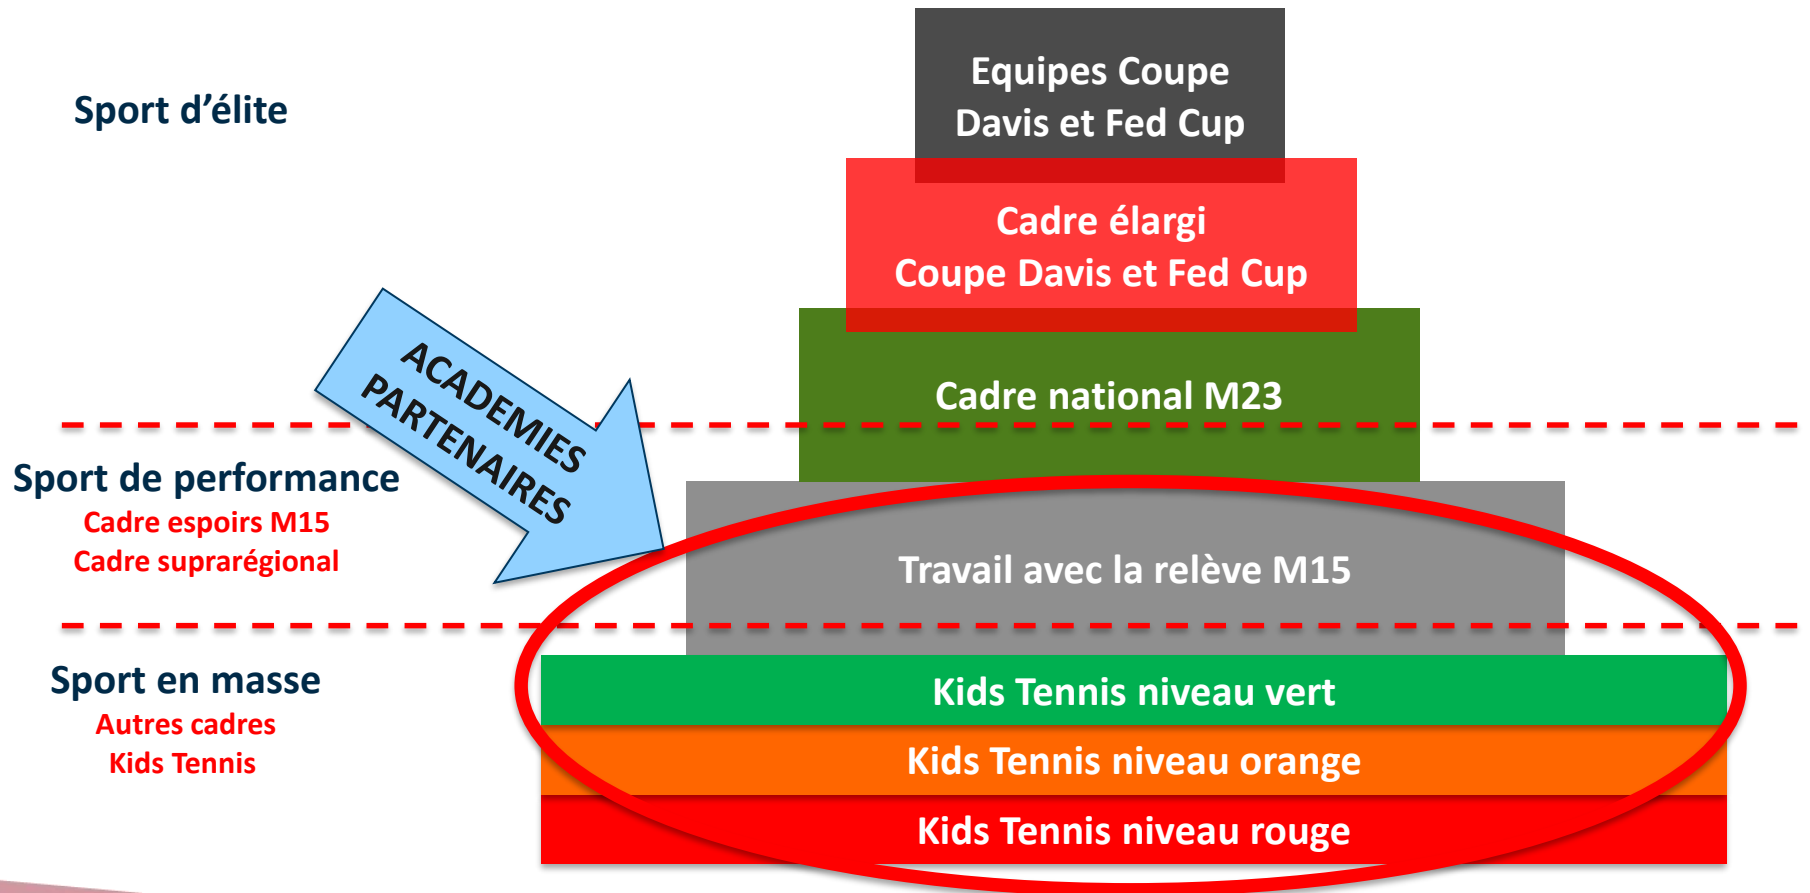 Sport d’élite
Equipes Coupe
Davis et Fed Cup
Cadre élargi
Coupe Davis et Fed Cup
ACADEMIES
PARTENAIRES
Cadre national M23
Sport de performance
Cadre espoirs M15
Cadre suprarégional
Travail avec la relève M15
Sport en masse
Autres cadres
Kids Tennis
Kids Tennis niveau vert
Kids Tennis niveau orange
Kids Tennis niveau rouge